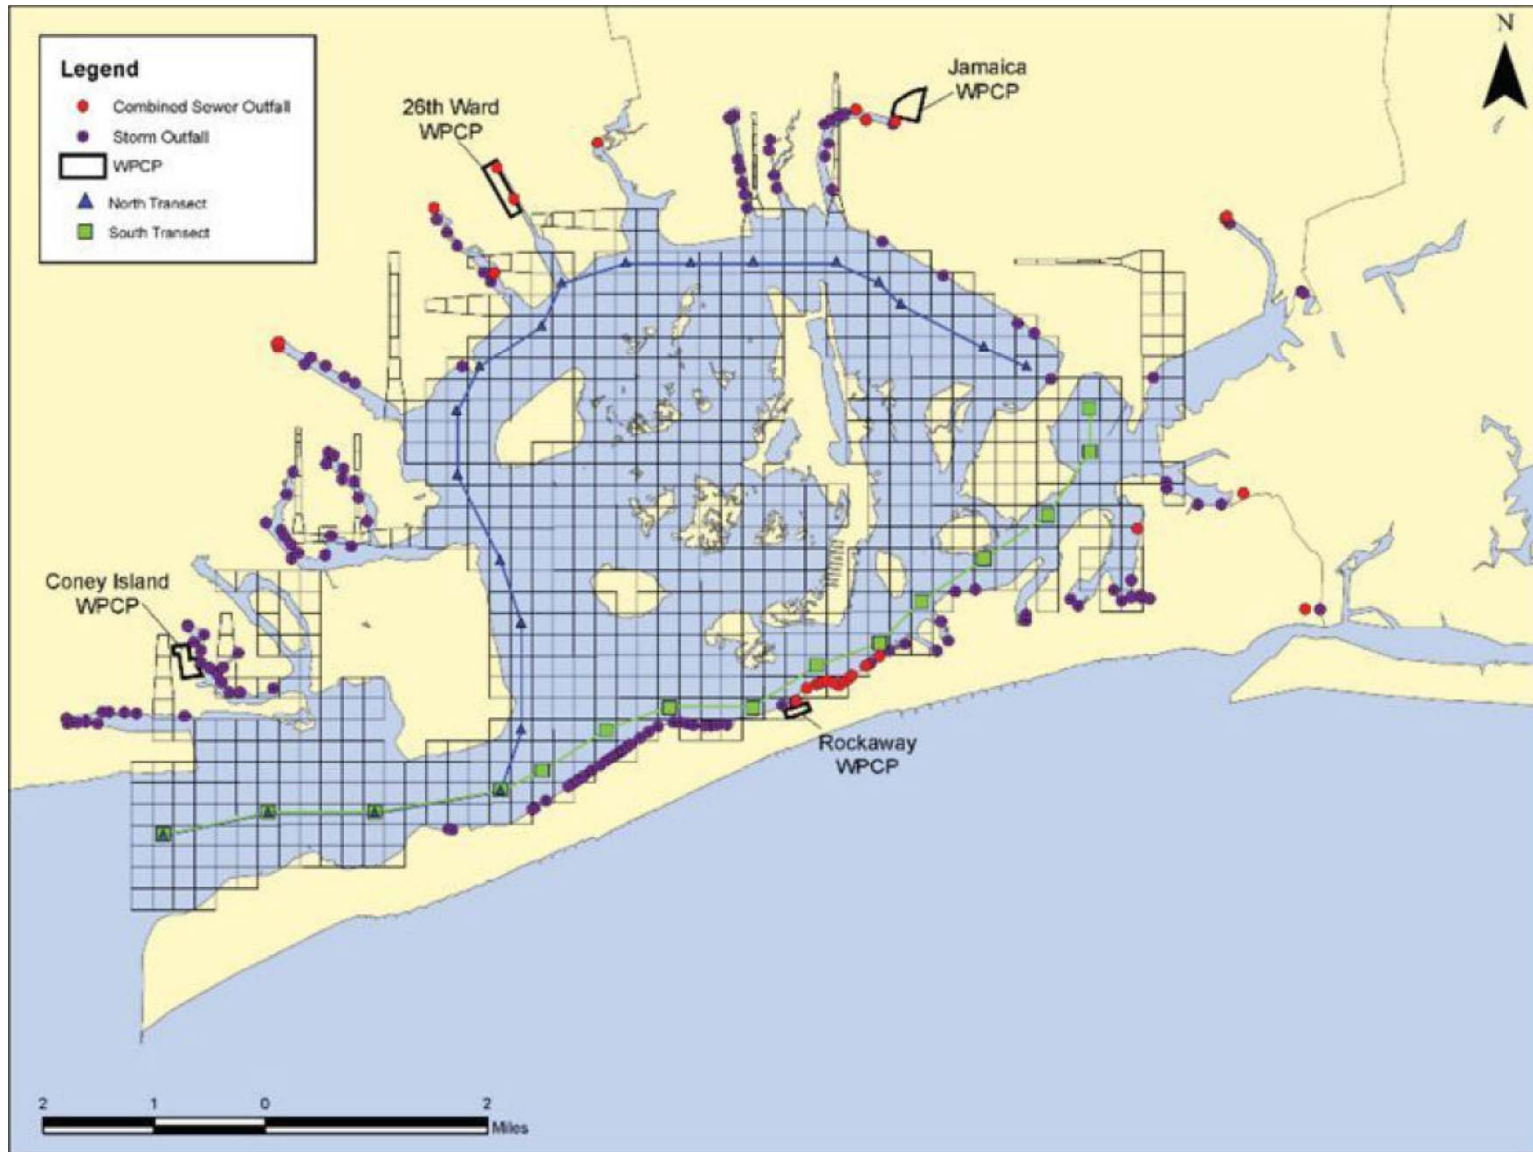 Legend
Combined Sewer Outfall
Storm Outfall
WPCP
North Transect
South Transect
26th Ward
WPCP
Jamaica
WPCP
N
Coney Island
WPCP
Rockaway
WPCP
2 1 0 2
Miles